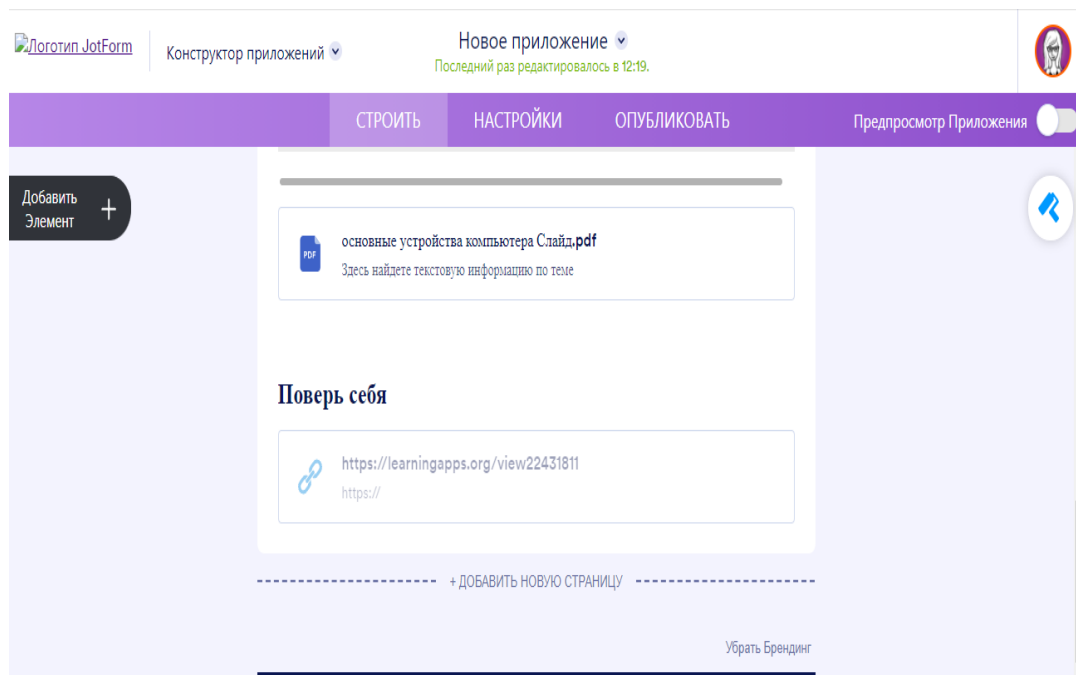 Логотип JotForm
Конструктор приложений
Новое приложение
Последний раз редактировалось в 12:19.
СТРОИТЬ НАСТРОЙКИ ОПУБЛИКОВАТЬ
Предпросмотр Приложения
Добавить
Элемент
PDF
основные устройства компьютера Слайд.pdf
Здесь найдете текстовую информацию по теме
Поверь себя
https://learningapps.org/view22431811
https://
+ ДОБАВИТЬ НОВУЮ СТРАНИЦУ
Убрать Брендинг